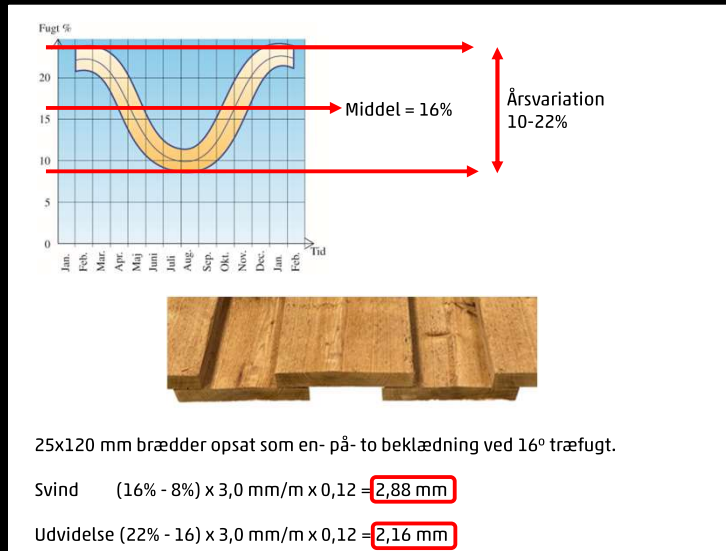 Fugt %
20
15
10
5
0
Jan.
Feb.
Mar.
Apr.
Maj
Juni
Juli
Aug.
Sep.
Okt.
Nov.
Dec.
Jan.
Feb.
Tid
Middel = 16%
Årsvariation
10-22%
25x120 mm brædder opsat som en- på- to beklædning ved 16º træfugt.
Svind (16% - 8%) x 3,0 mm/m x 0,12 = 2,88 mm
Udvidelse (22% - 16) x 3,0 mm/m x 0,12 = 2,16 mm